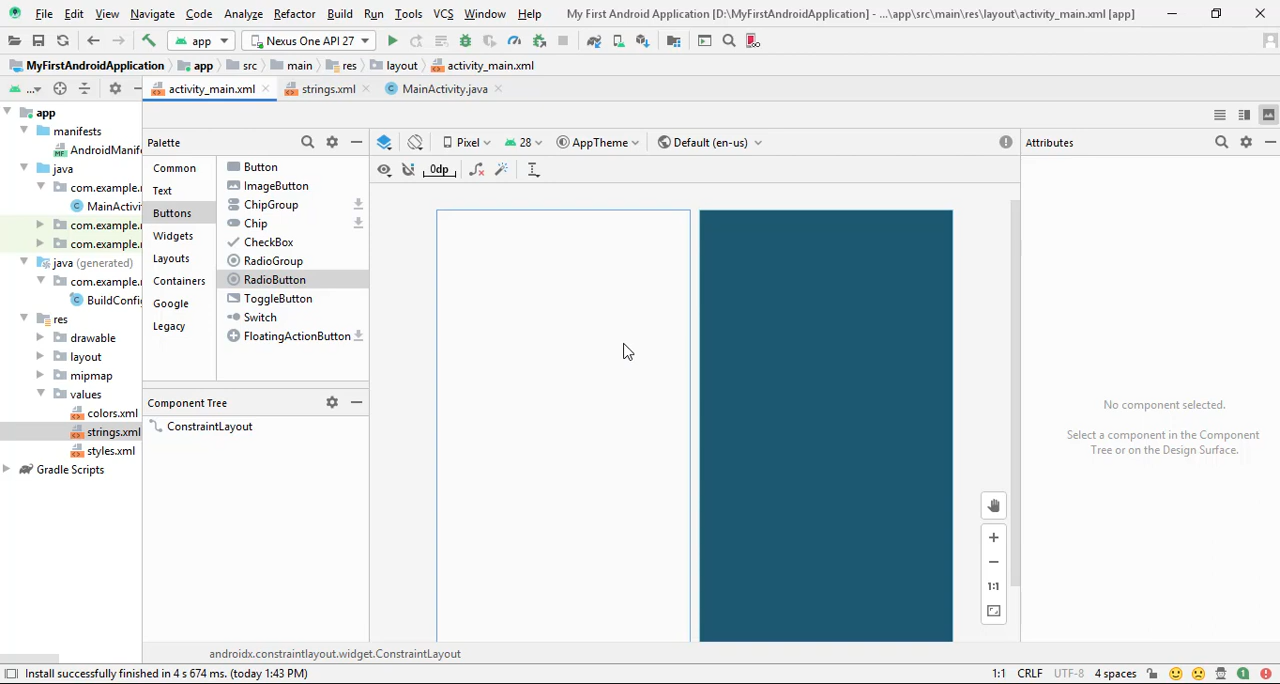 File Edit View Navigate Code Analyze Refactor Build Run Tools VCS Window Help My First Android Application [D:\MyFirstAndroidApplication] - ...\app\src\main\res\layout\activity_main.xml [app]
app Nexus One API 27
MyFirstAndroidApplication app src main res layout activity_main.xml
... activity_main.xml strings.xml MainActivity.java
app
manifests
AndroidManife
java
com.example.
MainActivi
com.example.
com.example.
java (generated)
com.example.
BuildConfi
res
drawable
layout
mipmap
values
colors.xml
strings.xml
styles.xml
Gradle Scripts
Palette
Common
Text
Buttons
Widgets
Layouts
Containers
Google
Legacy
Button
ImageButton
ChipGroup
Chip
CheckBox
RadioGroup
RadioButton
ToggleButton
Switch
FloatingActionButton
Component Tree
ConstraintLayout
Pixel 28 AppTheme Default (en-us)
0dp
1:1
Attributes
No component selected.
Select a component in the Component
Tree or on the Design Surface.
androidx.constraintlayout.widget.ConstraintLayout
Install successfully finished in 4 s 674 ms. (today 1:43 PM) 1:1 CRLF UTF-8 4 spaces